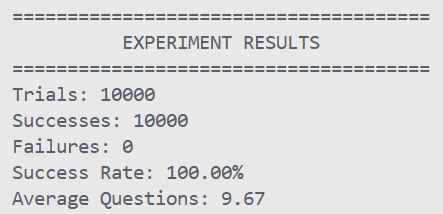 ======================================
EXPERIMENT RESULTS
======================================
Trials: 10000
Successes: 10000
Failures: 0
Success Rate: 100.00%
Average Questions: 9.67